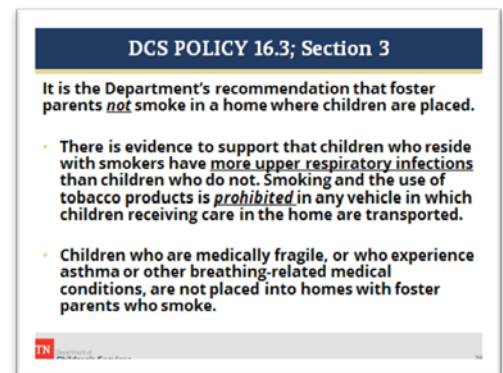 DCS POLICY 16.3; Section 3
It is the Department's recommendation that foster
parents not smoke in a home where children are placed.
• There is evidence to support that children who reside
with smokers have more upper respiratory infections
than children who do not. Smoking and the use of
tobacco products is prohibited in any vehicle in which
children receiving care in the home are transported.
• Children who are medically fragile, or who experience
asthma or other breathing-related medical
conditions, are not placed into homes with foster
parents who smoke.
TN
Department of